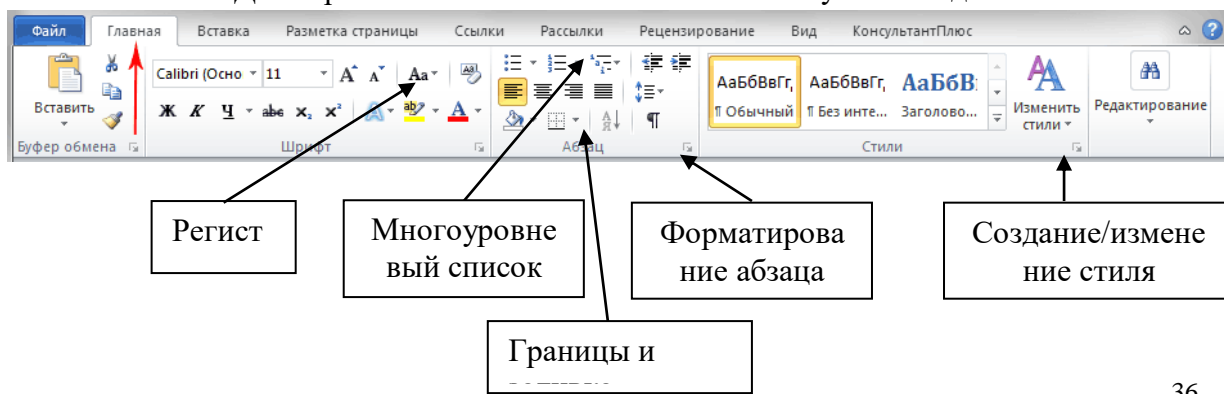 Файл Главная Вставка Разметка страницы Ссылки Рассылки Рецензирование Вид КонсультантПлюс
Calibri (Осно 11 А А Аа
Вставить
Ж К Ч abc x₂ x² А ab А
АаБбВвГг, АаБбВвГг, АаБбВ
¶ Обычный ¶ Без инте... Заголово...
Изменить
стили
Редактирование
Буфер обмена Шрифт Абзац Стили
Регист
Многоуровне
вый список
Форматирова
ние абзаца
Создание/измене
ние стиля
Границы и
36